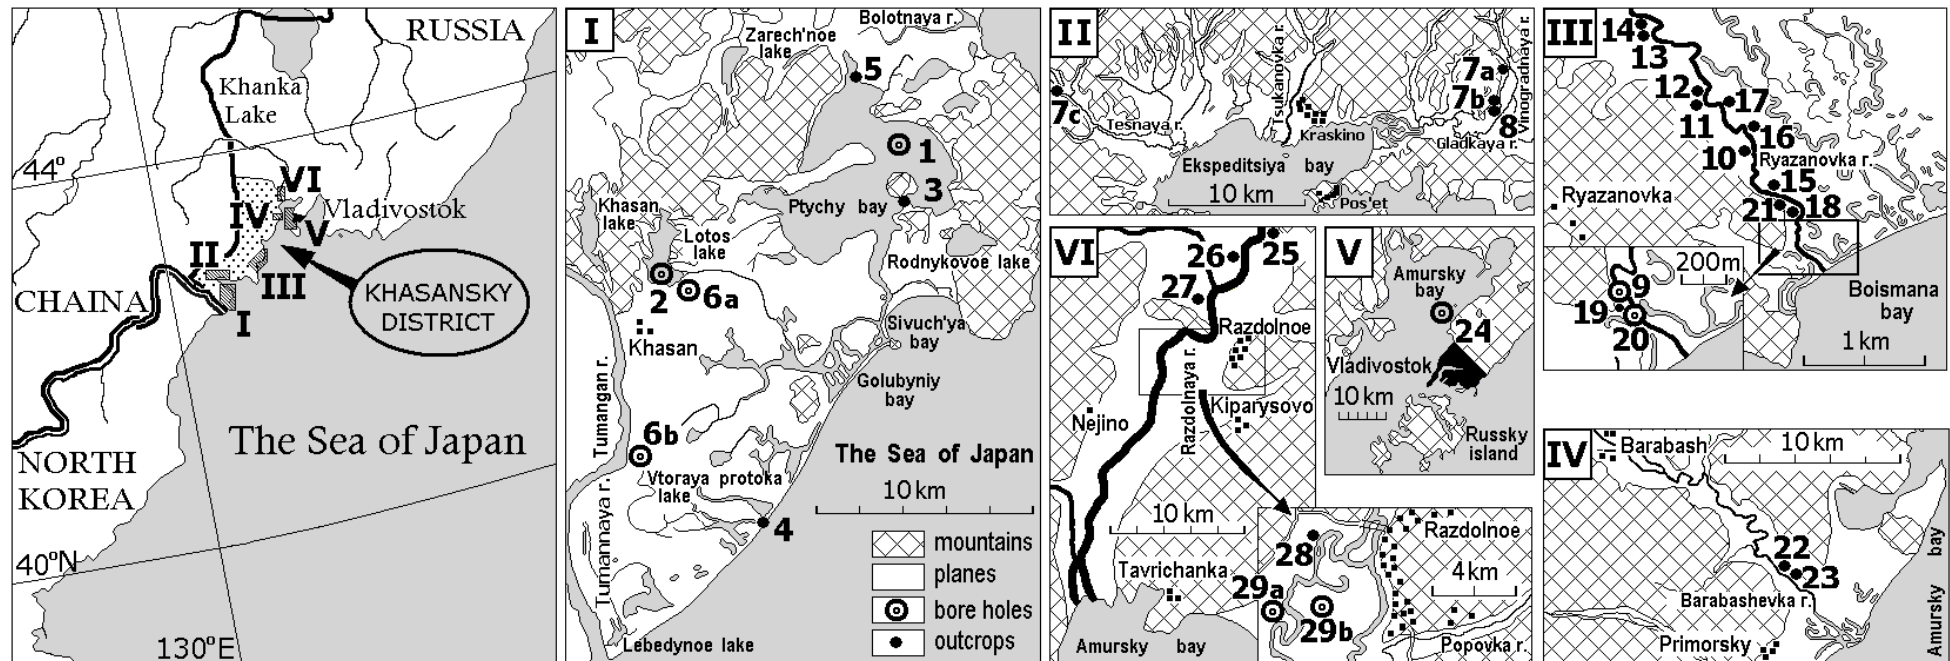 RUSSIA
Khanka
Lake
44°
VI
IV
Vladivostok
V
II
III
CHAINA
I
KHASANSKY
DISTRICT
The Sea of Japan
NORTH
KOREA
40°N
130°E
I
Bolotnaya r.
Zarech'noe
lake
5
1
3
Khasan
lake
Ptychy bay
Lotos
lake
Rodnykovoe lake
2
6a
Sivuch'ya
bay
Khasan
Tumangan r.
Golubyniy
bay
6b
The Sea of Japan
Vtoraya protoka
lake
10 km
4
Tumannaya r.
mountains
planes
bore holes
outcrops
Lebedynoe lake
II
Tsukanovka r.
7a
Vinogradnaya r.
7b
7c
Tesnaya r.
Kraskino
8
Gladkaya r.
Ekspeditsiya bay
10 km
Pos'et
VI
26
25
27
Razdolnoe
Razdolnaya r.
Kiparysovo
Nejino
10 km
Tavrichanka
Amursky bay
28
Razdolnoe
4 km
29a
29b
Popovka r.
V
Amursky
bay
24
Vladivostok
10 km
Russky
island
III
14
13
12
17
11
16
10
Ryazanovka r.
15
Ryazanovka
21
18
200m
9
19
20
Boismana
bay
1 km
IV
Barabash
10 km
22
23
Barabashevka r.
Primorsky
Amursky bay